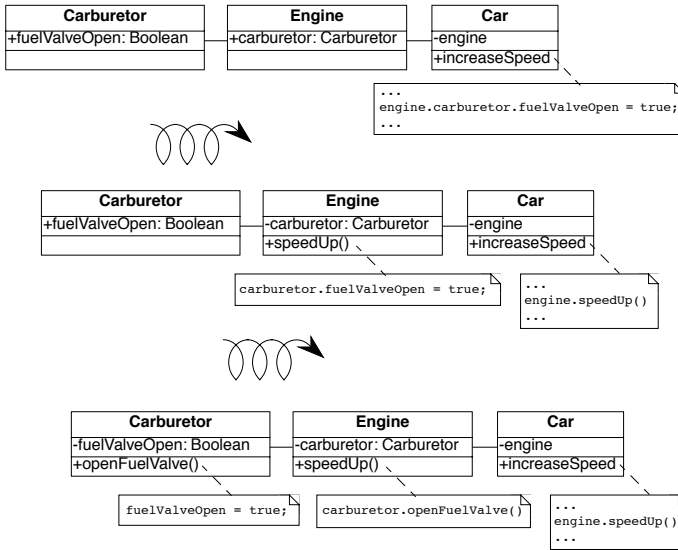 Carburetor
+fuelValveOpen: Boolean
Engine
+carburetor: Carburetor
Car
-engine
+increaseSpeed
...
engine.carburetor.fuelValveOpen = true;
...
Carburetor
+fuelValveOpen: Boolean
Engine
-carburetor: Carburetor
+speedUp()
Car
-engine
+increaseSpeed
carburetor.fuelValveOpen = true;
...
engine.speedUp()
...
Carburetor
-fuelValveOpen: Boolean
+openFuelValve()
Engine
-carburetor: Carburetor
+speedUp()
Car
-engine
+increaseSpeed
fuelValveOpen = true;
carburetor.openFuelValve()
...
engine.speedUp()
...